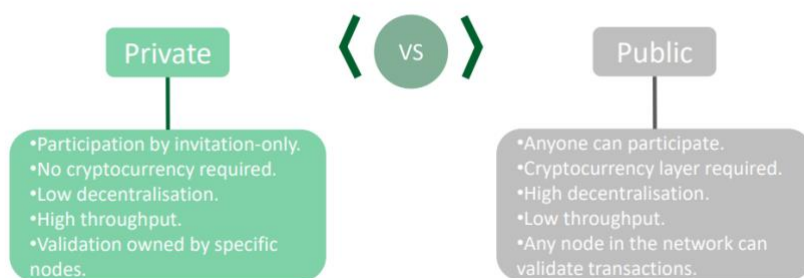 Private
VS
Public
•Participation by invitation-only.
•No cryptocurrency required.
•Low decentralisation.
•High throughput.
•Validation owned by specific
nodes.
•Anyone can participate.
•Cryptocurrency layer required.
•High decentralisation.
•Low throughput.
•Any node in the network can
validate transactions.